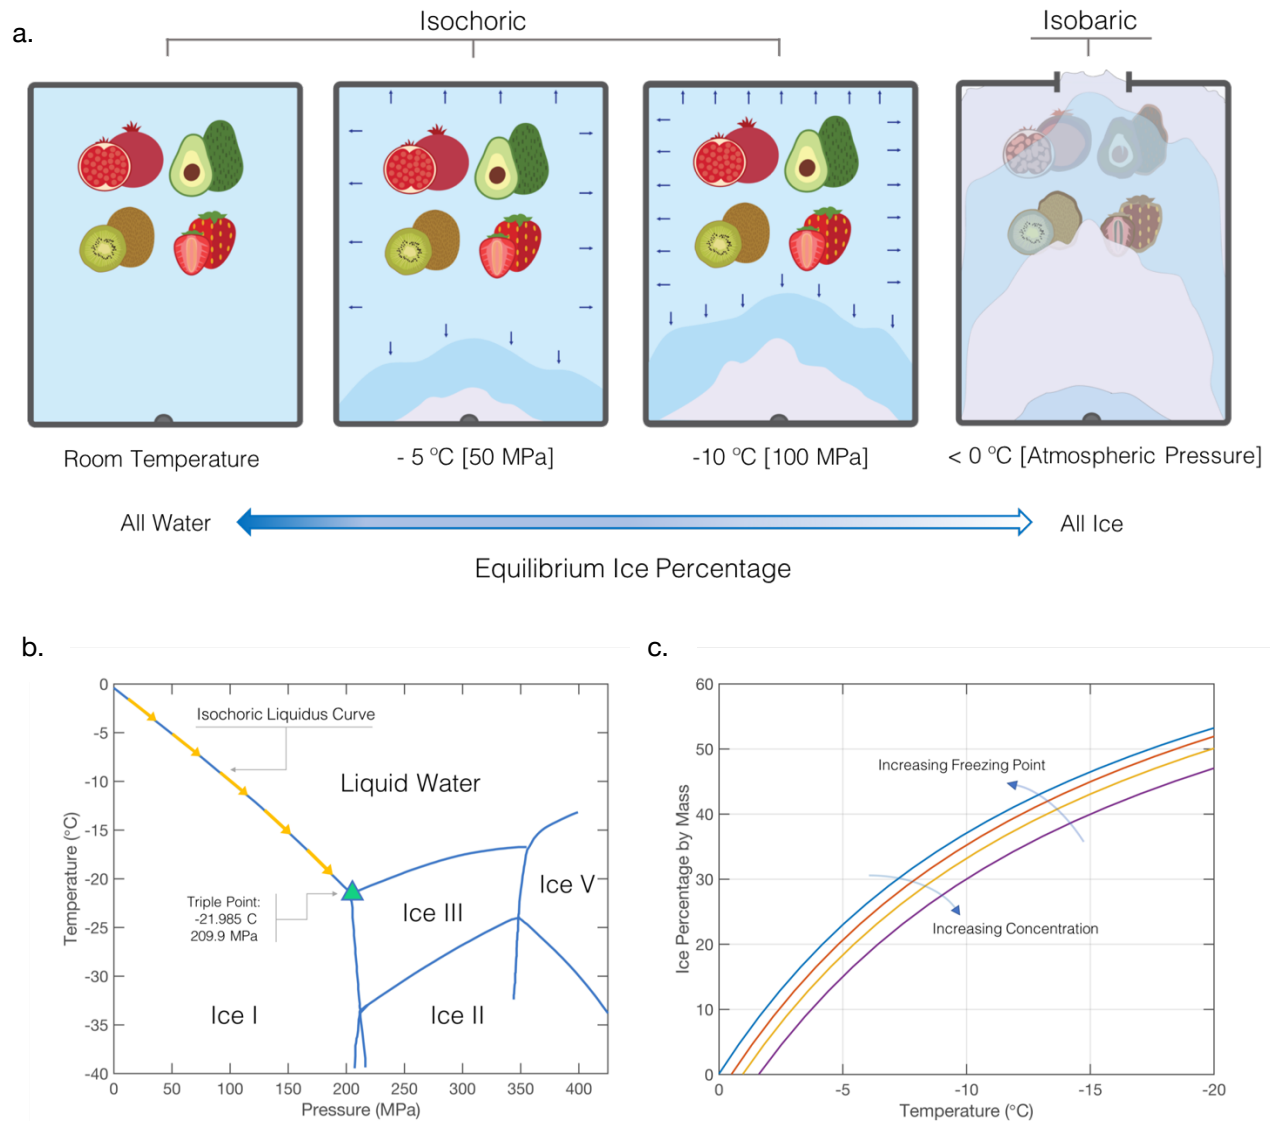 a.
Isochoric
Isobaric
Room Temperature
- 5 ºC [50 MPa]
-10 ºC [100 MPa]
< 0 ºC [Atmospheric Pressure]
All Water
All Ice
Equilibrium Ice Percentage
b.
0
-5
-10
-15
-20
-25
-30
-35
-40
Temperature (°C)
Isochoric Liquidus Curve
Liquid Water
Triple Point:
-21.985 C
209.9 MPa
Ice III
Ice V
Ice I
Ice II
0
50
100
150
200
250
300
350
400
Pressure (MPa)
c.
60
50
40
30
20
10
0
Ice Percentage by Mass
Increasing Freezing Point
Increasing Concentration
0
-5
-10
-15
-20
Temperature (°C)